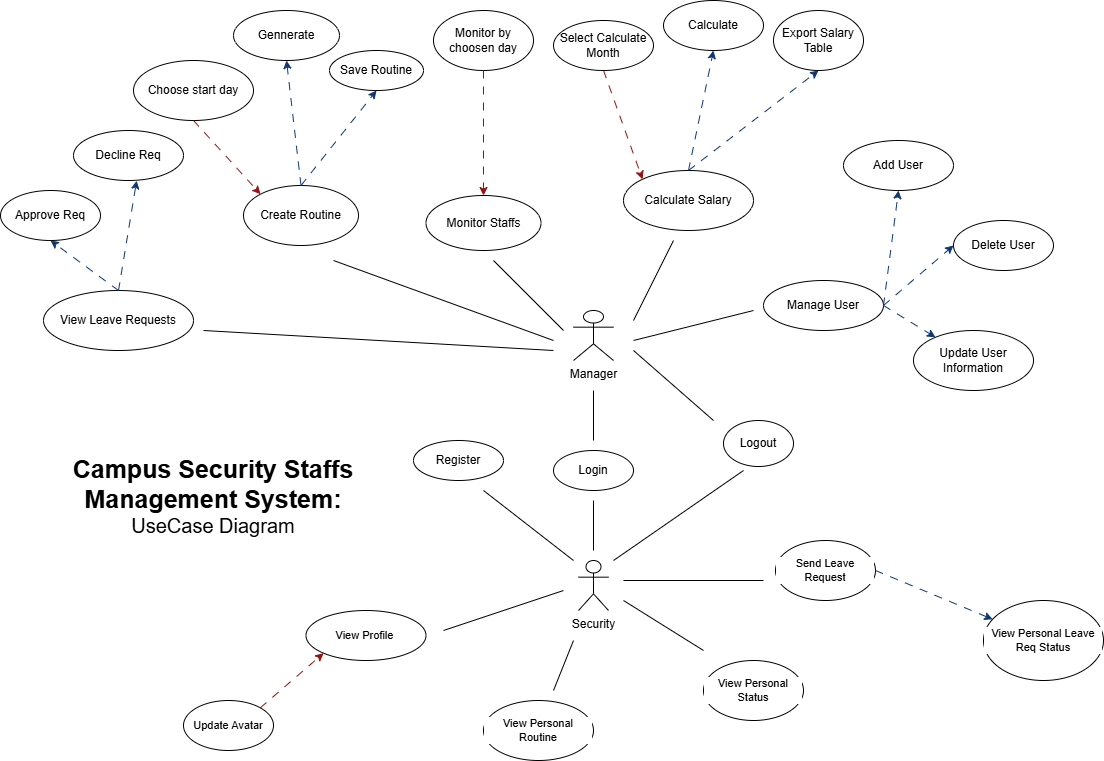 Gennerate
Monitor by
choosen day
Select Calculate
Month
Calculate
Export Salary
Table
Choose start day
Save Routine
Decline Req
Add User
Approve Req
Create Routine
Monitor Staffs
Calculate Salary
Delete User
View Leave Requests
Manage User
Update User
Information
Manager
Register
Login
Logout
Campus Security Staffs
Management System:
UseCase Diagram
Send Leave
Request
Security
View Profile
View Personal Leave
Req Status
View Personal
Status
Update Avatar
View Personal
Routine